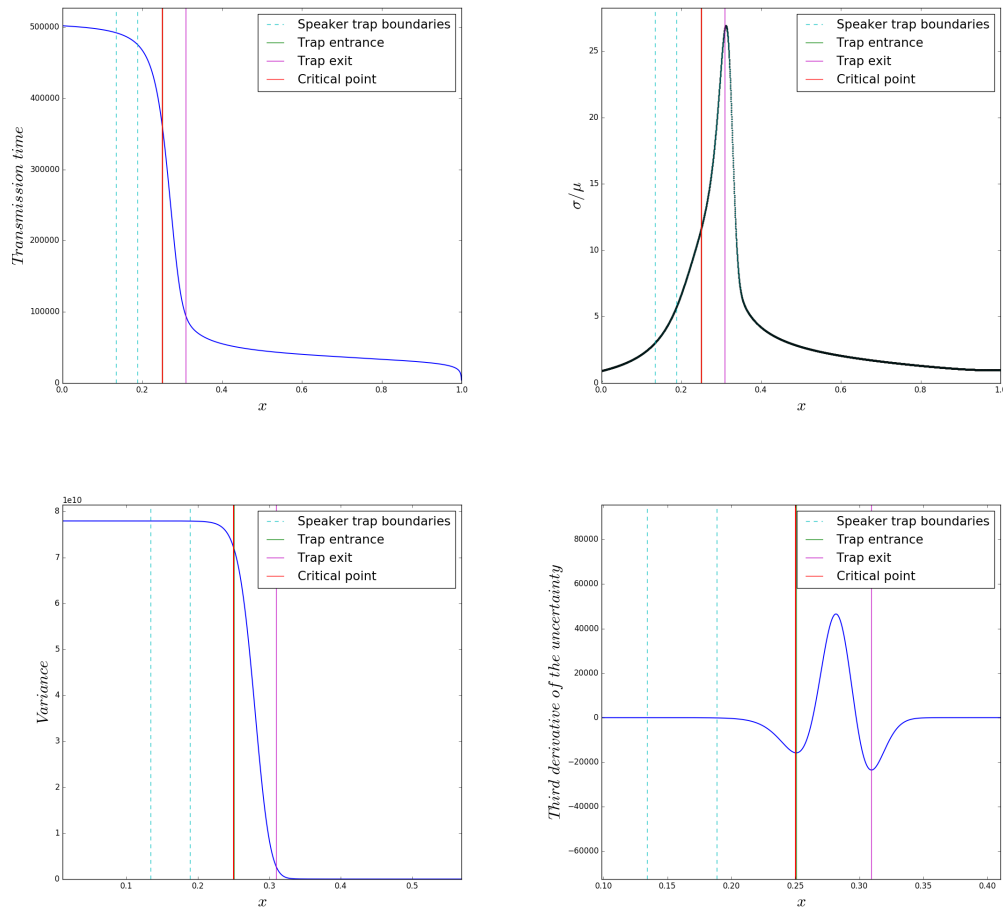 500000
400000
300000
200000
100000
0
Transmission time
0.0 0.2 0.4 0.6 0.8 1.0
x
Speaker trap boundaries
Trap entrance
Trap exit
Critical point
25
20
15
10
5
0
σ/μ
0.0 0.2 0.4 0.6 0.8 1.0
x
Speaker trap boundaries
Trap entrance
Trap exit
Critical point
1e10
8
7
6
5
4
3
2
1
0
Variance
0.1 0.2 0.3 0.4 0.5
x
Speaker trap boundaries
Trap entrance
Trap exit
Critical point
80000
60000
40000
20000
0
−20000
−40000
−60000
Third derivative of the uncertainty
0.10 0.15 0.20 0.25 0.30 0.35 0.40
x
Speaker trap boundaries
Trap entrance
Trap exit
Critical point